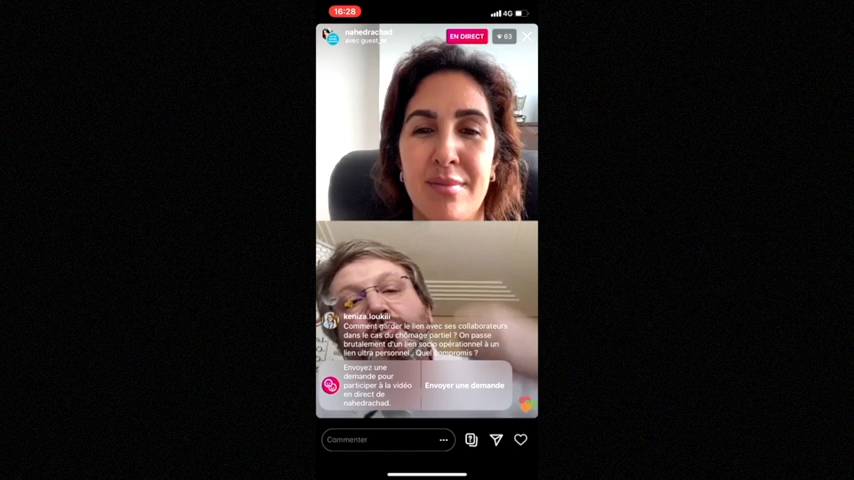 16:28
4G
nahedrachad
EN DIRECT
63
keniza.loukili
Comment garder le lien avec ses collaborateurs
dans le cas du chômage partiel ? On passe
brutalement d'un lien socio opérationnel à un
lien ultra personnel. Quel compromis ?
Envoyez une
demande pour
participer à la vidéo
en direct de
nahedrachad.
Envoyer une demande
Commenter